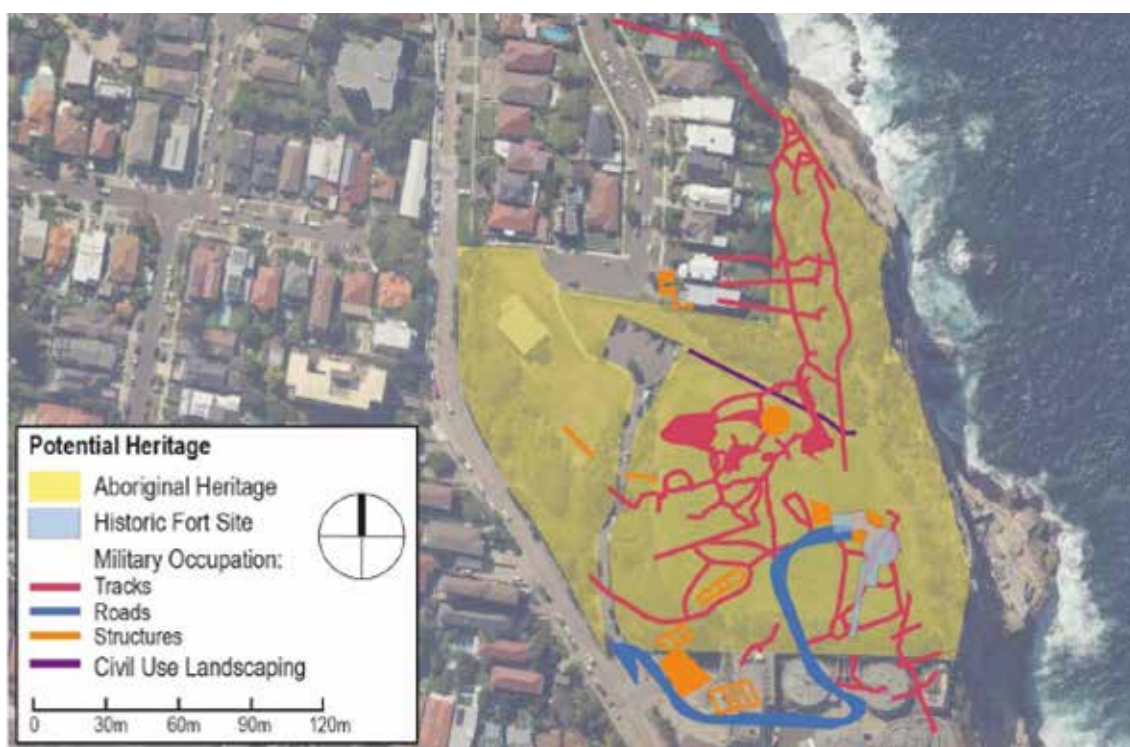 Potential Heritage
Aboriginal Heritage
Historic Fort Site
Military Occupation:
Tracks
Roads
Structures
Civil Use Landscaping
0 30m 60m 90m 120m